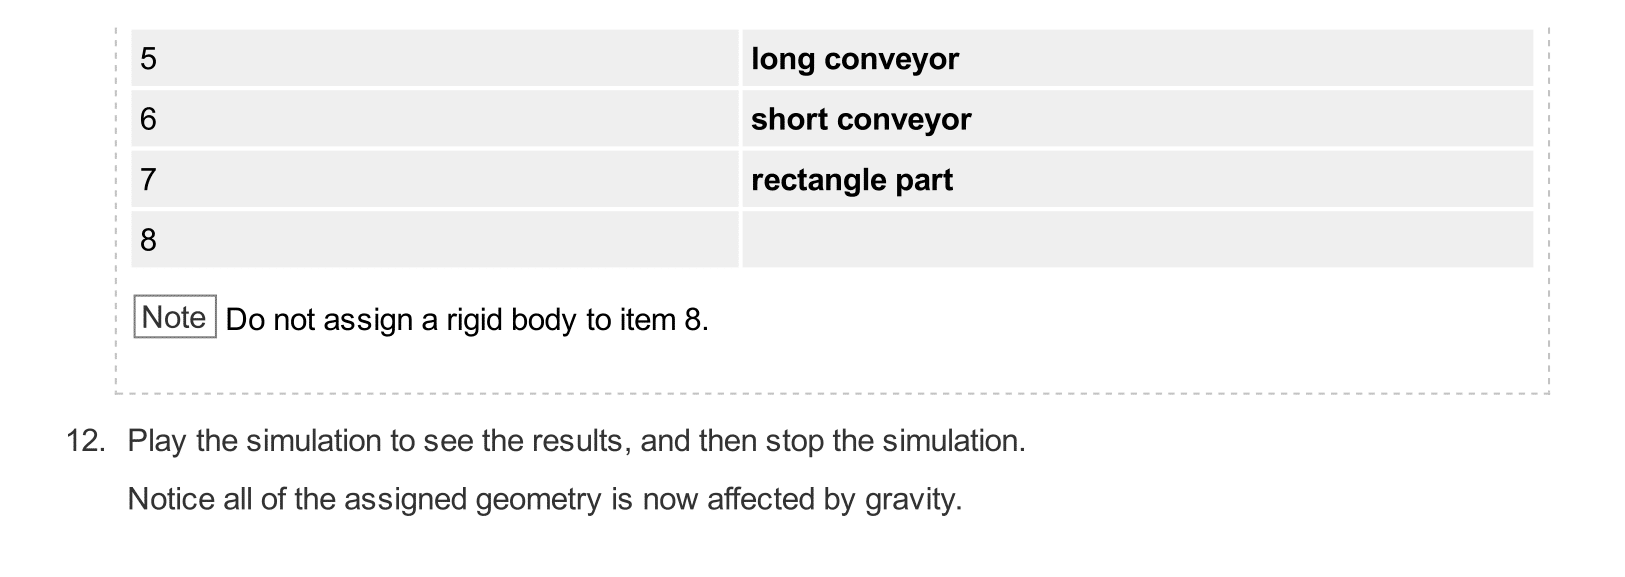 5 long conveyor
6 short conveyor
7 rectangle part
8
Note Do not assign a rigid body to item 8.
12. Play the simulation to see the results, and then stop the simulation.
Notice all of the assigned geometry is now affected by gravity.